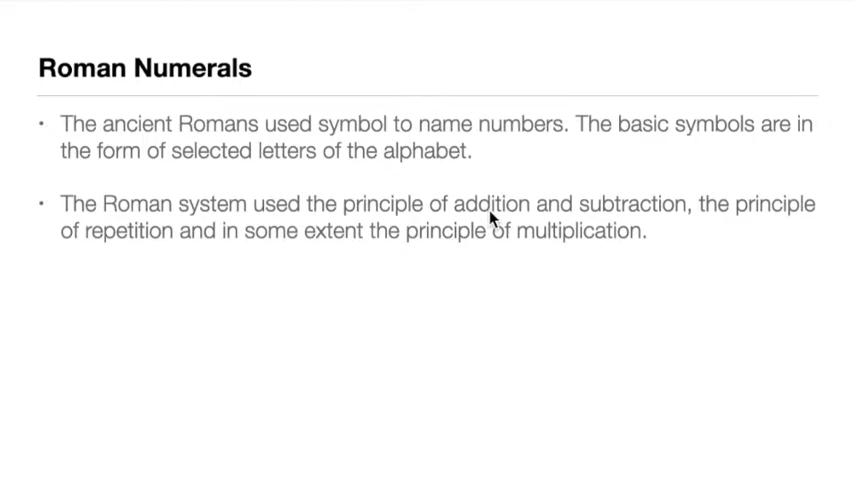 Roman Numerals
• The ancient Romans used symbol to name numbers. The basic symbols are in
the form of selected letters of the alphabet.
• The Roman system used the principle of addition and subtraction, the principle
of repetition and in some extent the principle of multiplication.